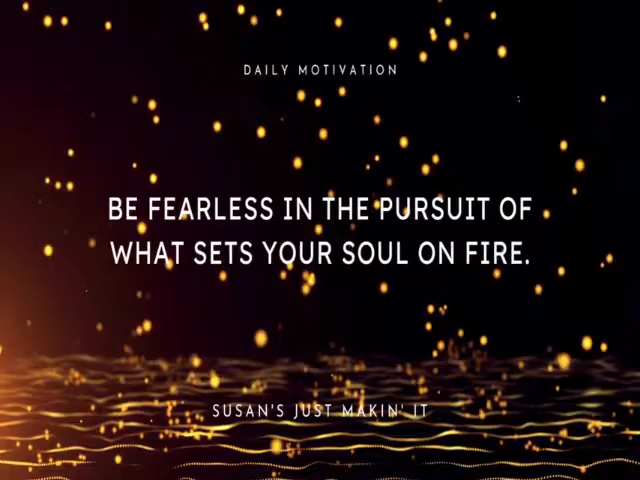 DAILY MOTIVATION
BE FEARLESS IN THE PURSUIT OF
WHAT SETS YOUR SOUL ON FIRE.
SUSAN'S JUST MAKIN' IT